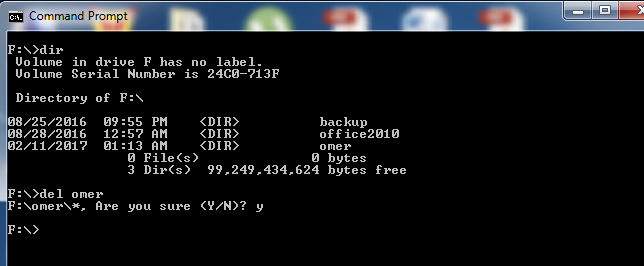 Command Prompt
F:\>dir
Volume in drive F has no label.
Volume Serial Number is 24C0-713F
Directory of F:\
08/25/2016 09:55 PM <DIR> backup
08/28/2016 12:57 AM <DIR> office2010
02/11/2017 01:13 AM <DIR> omer
0 File(s) 0 bytes
3 Dir(s) 99,249,434,624 bytes free
F:\>del omer
F:\omer\*, Are you sure (Y/N)? y
F:\>